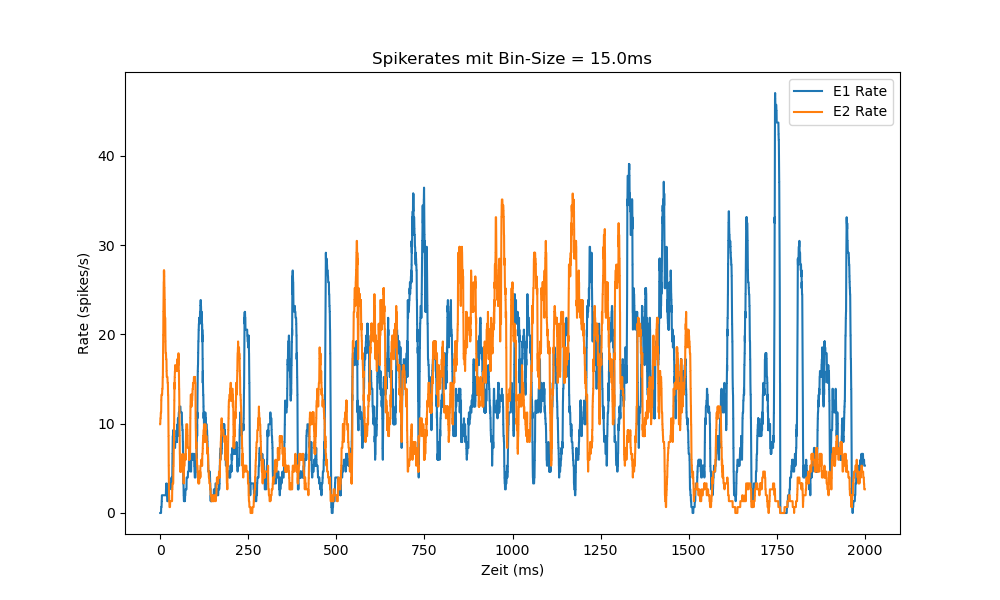 Spikerates mit Bin-Size = 15.0ms
E1 Rate
E2 Rate
Rate (spikes/s)
40
30
20
10
0
0 250 500 750 1000 1250 1500 1750 2000
Zeit (ms)